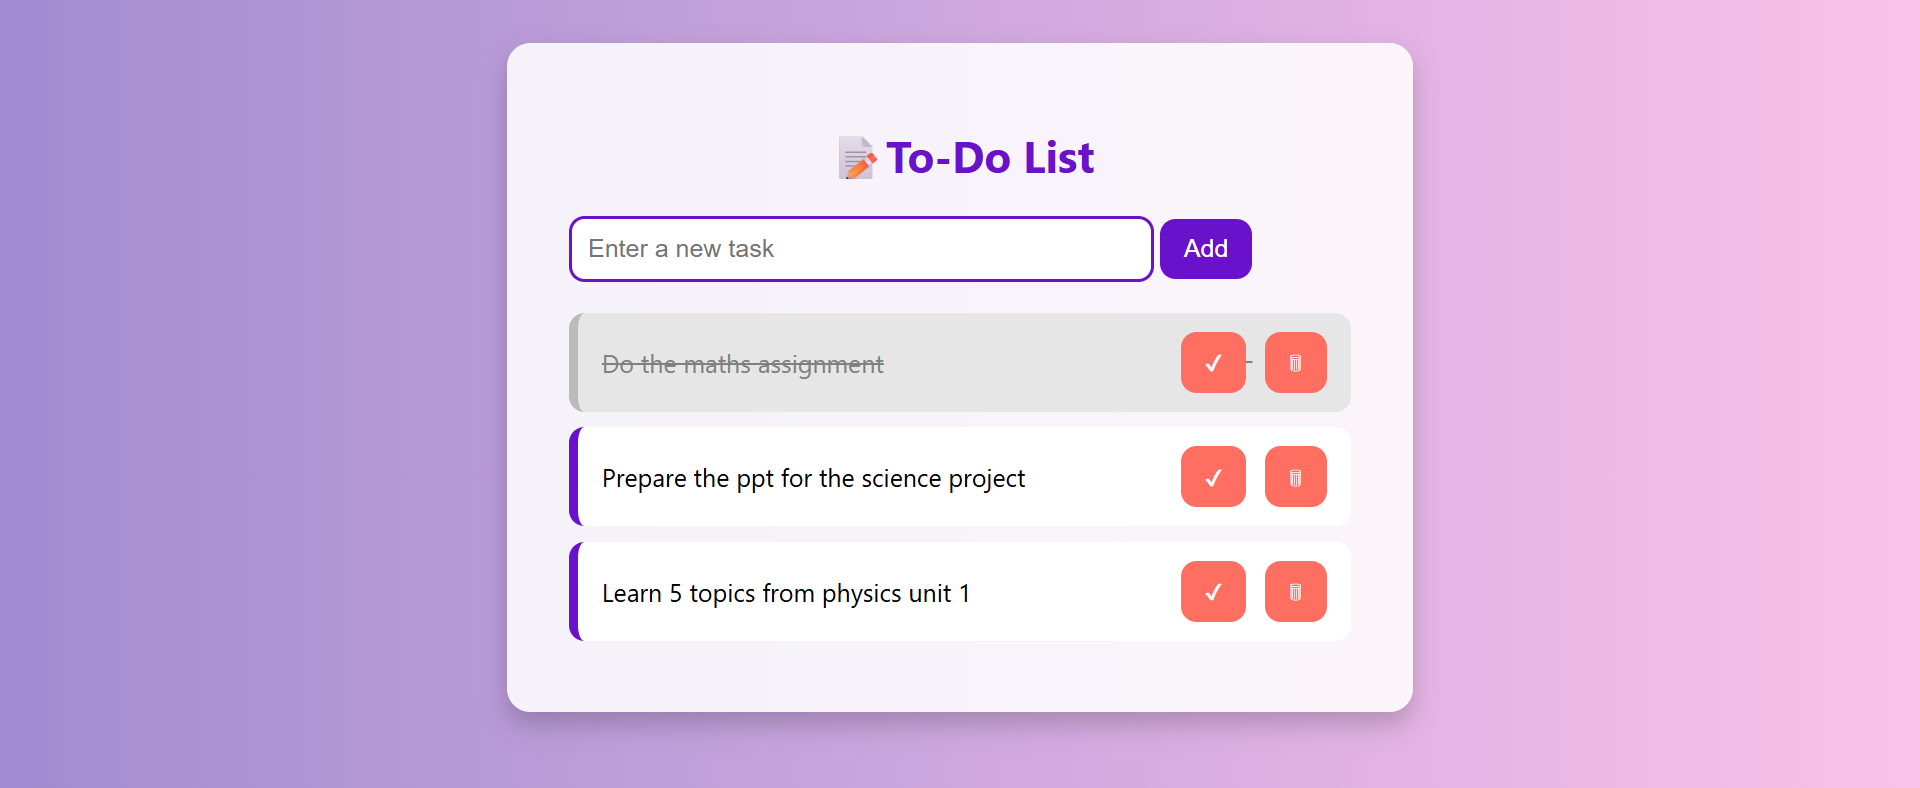 📝 To-Do List
Enter a new task Add
Do the maths assignment ✔ 🗑
Prepare the ppt for the science project ✔ 🗑
Learn 5 topics from physics unit 1 ✔ 🗑